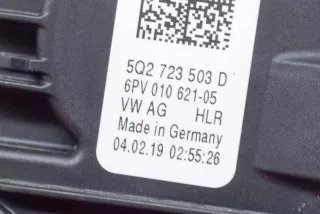 5Q2 723 503 D
6PV 010 621-05
VW AG HLR
Made in Germany
04.02.19 02:55:26